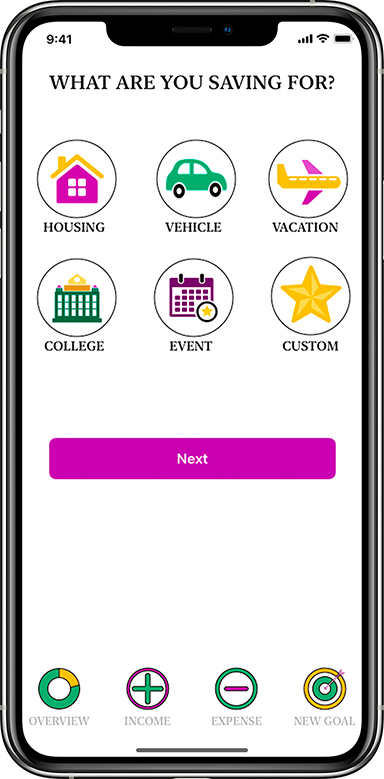 9:41
WHAT ARE YOU SAVING FOR?
HOUSING VEHICLE VACATION
COLLEGE EVENT CUSTOM
Next
OVERVIEW INCOME EXPENSE NEW GOAL